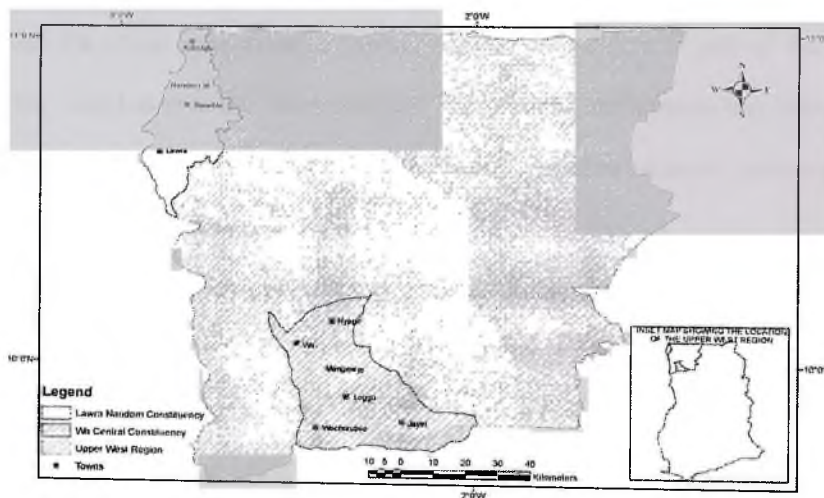 2°0'W
11°0'N
Nandom
Lawra
W
Wa
Loggu
Jayiri
10°0'N
INSET MAP SHOWING THE LOCATION
OF THE UPPER WEST REGION
Legend
Lawra Nandom Constituency
Wa Central Constituency
Upper West Region
Towns
10 5 0 10 20 30 40
Kilometers
2°0'W